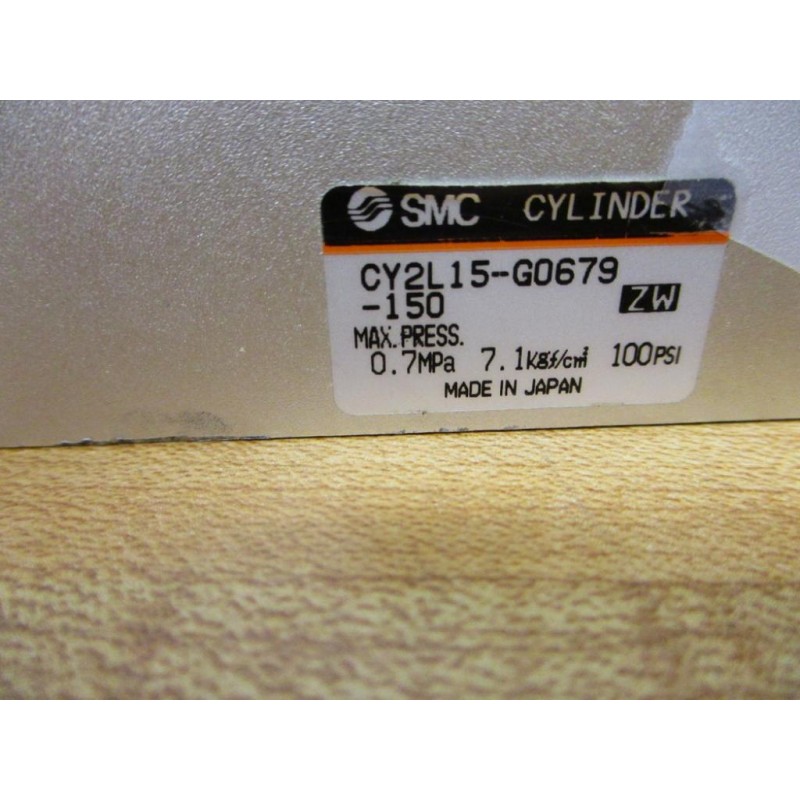 SMC CYLINDER
CY2L15-G0679
-150 ZW
MAX. PRESS.
0.7MPa 7.1kgf/cm² 100PSI
MADE IN JAPAN